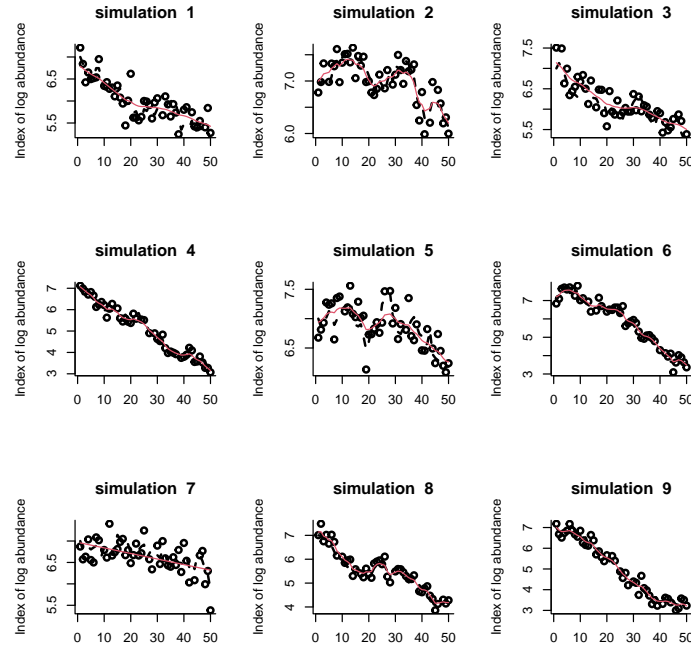 simulation 1
simulation 2
simulation 3
Index of log abundance
6.5
5.5
0 10 20 30 40 50
Index of log abundance
7.0
6.0
0 10 20 30 40 50
Index of log abundance
7.5
6.5
5.5
0 10 20 30 40 50
simulation 4
simulation 5
simulation 6
Index of log abundance
7
6
5
4
3
0 10 20 30 40 50
Index of log abundance
7.5
6.5
0 10 20 30 40 50
Index of log abundance
7
5
4
3
0 10 20 30 40 50
simulation 7
simulation 8
simulation 9
Index of log abundance
6.5
5.5
0 10 20 30 40 50
Index of log abundance
7
6
5
4
0 10 20 30 40 50
Index of log abundance
7
6
5
4
3
0 10 20 30 40 50